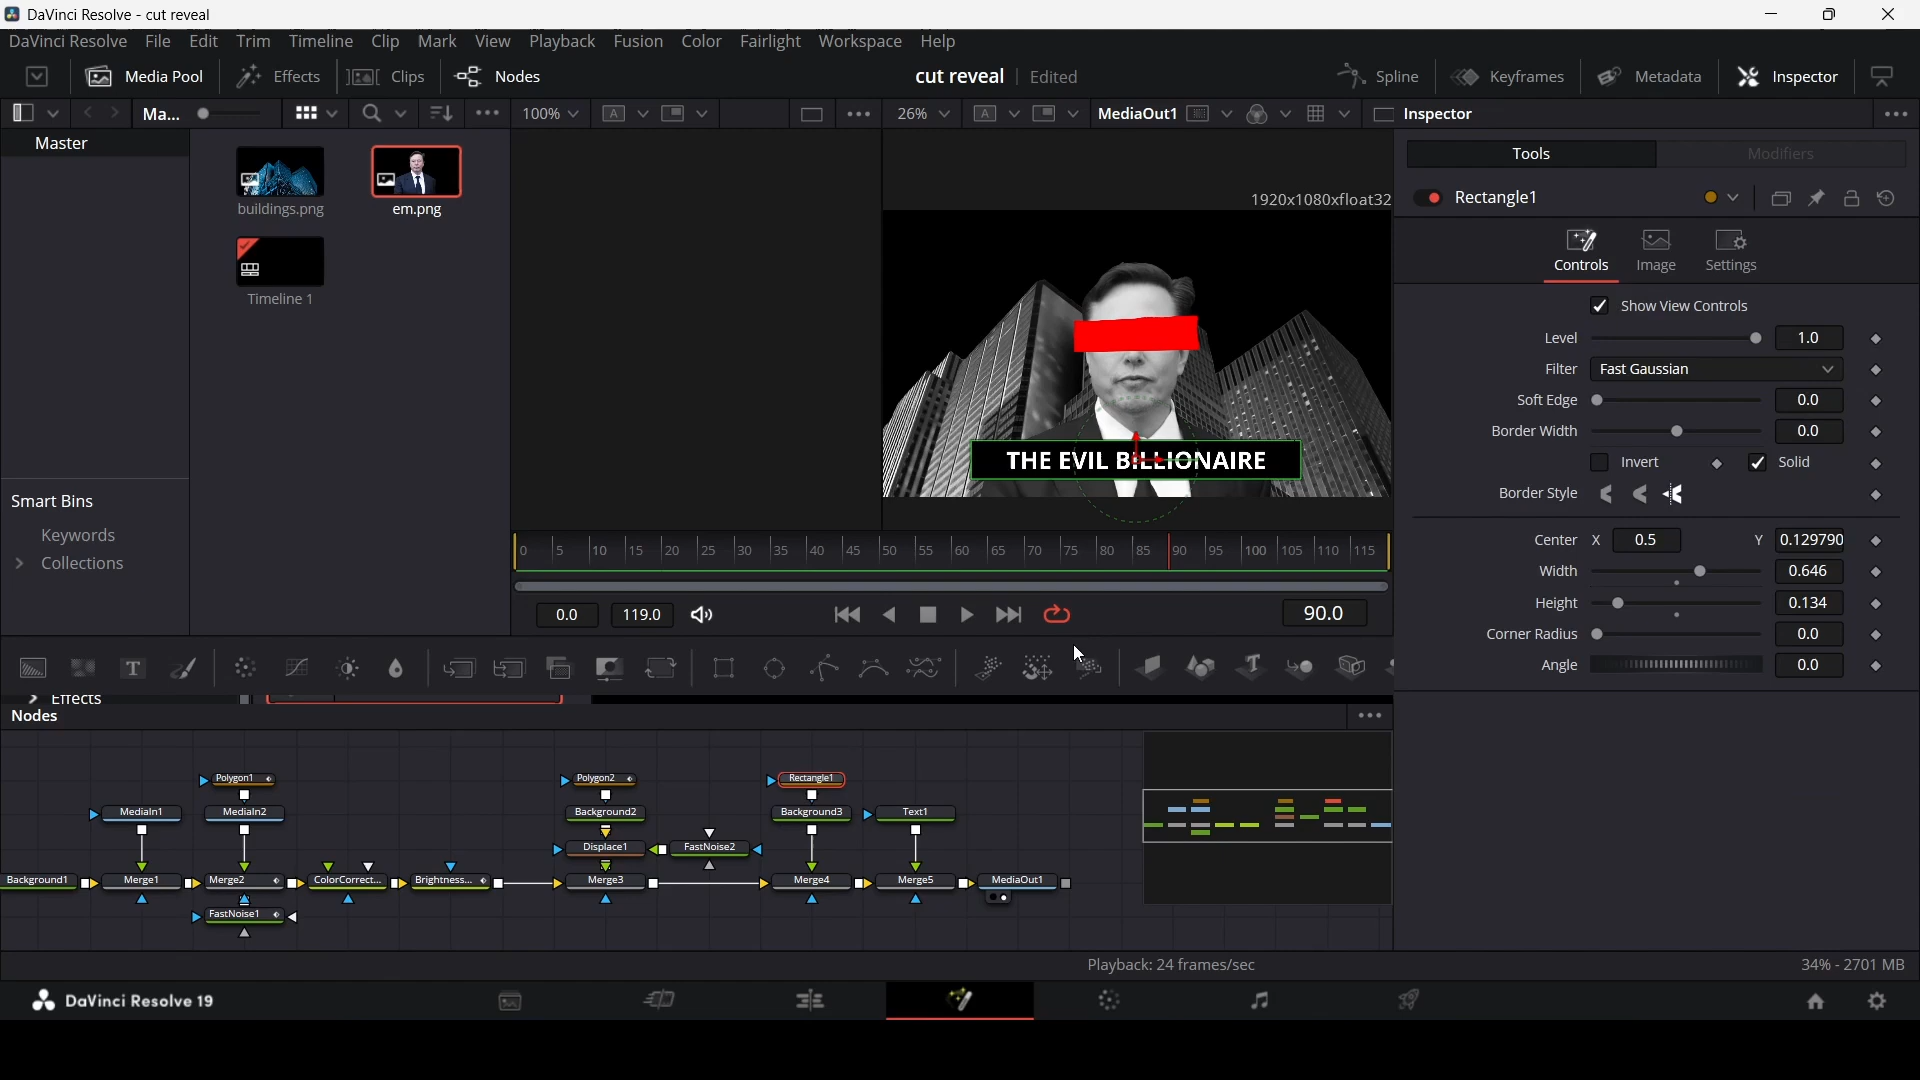 DaVinci Resolve - cut reveal
DaVinci Resolve File Edit Trim Timeline Clip Mark View Playback Fusion Color Fairlight Workspace Help
Media Pool Effects Clips Nodes cut reveal Edited Spline Keyframes Metadata Inspector
Ma... 100% A 26% A MediaOut1 Inspector
Master
buildings.png
em.png
Timeline 1
Smart Bins
Keywords
Collections
1920x1080xfloat32
THE EVIL BILLIONAIRE
0 5 10 15 20 25 30 35 40 45 50 55 60 65 70 75 80 85 90 95 100 105 110 115
0.0 119.0 90.0
Tools Modifiers
Rectangle1
Controls Image Settings
Show View Controls
Level 1.0
Filter Fast Gaussian
Soft Edge 0.0
Border Width 0.0
Invert Solid
Border Style
Center X 0.5 Y 0.129790
Width 0.646
Height 0.134
Corner Radius 0.0
Angle 0.0
T T
Effects
Nodes
Polygon1 Polygon2 Rectangle1
MediaIn1 MediaIn2 Background2 Background3 Text1
Displace1 FastNoise2
Background1 Merge1 Merge2 ColorCorrect... Brightness... Merge3 Merge4 Merge5 MediaOut1
FastNoise1
Playback: 24 frames/sec 34% - 2701 MB
DaVinci Resolve 19